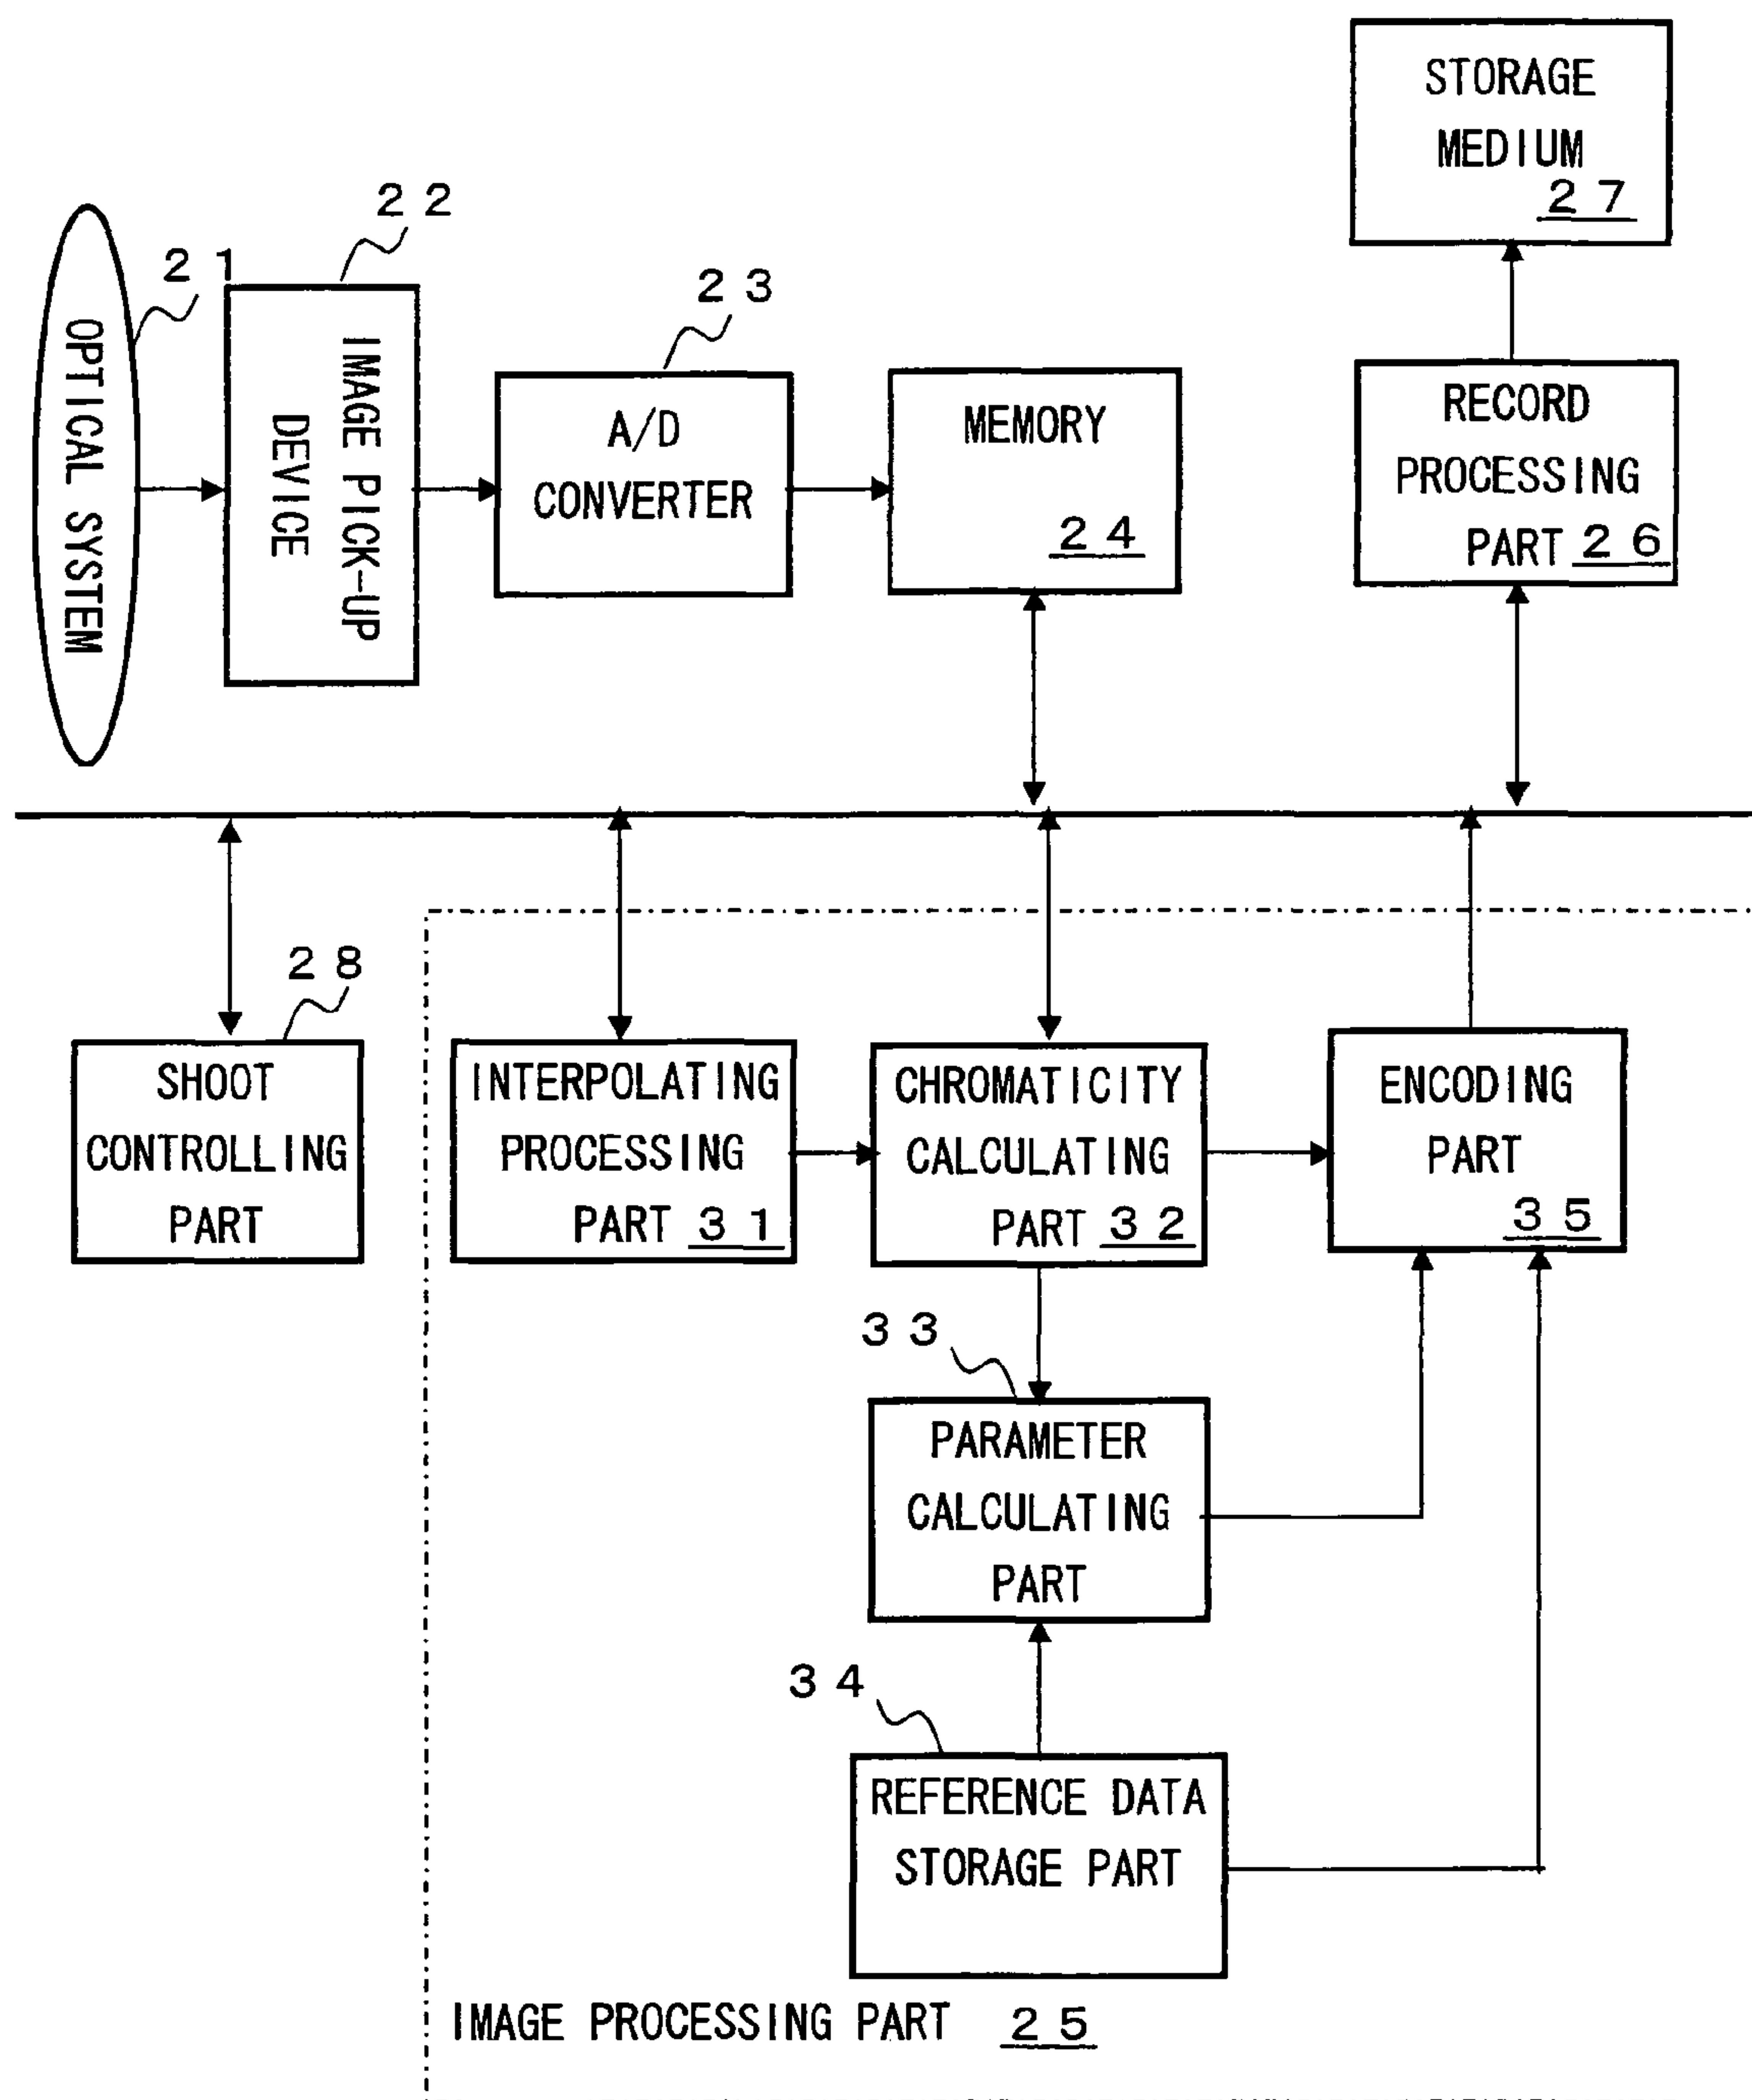 STORAGE
MEDIUM
27
22
21
23
OPTICAL SYSTEM
IMAGE PICK-UP
DEVICE
A/D
CONVERTER
MEMORY
24
RECORD
PROCESSING
PART 26
28
SHOOT
CONTROLLING
PART
INTERPOLATING
PROCESSING
PART 31
CHROMATICITY
CALCULATING
PART 32
ENCODING
PART
35
33
PARAMETER
CALCULATING
PART
34
REFERENCE DATA
STORAGE PART
IMAGE PROCESSING PART 25